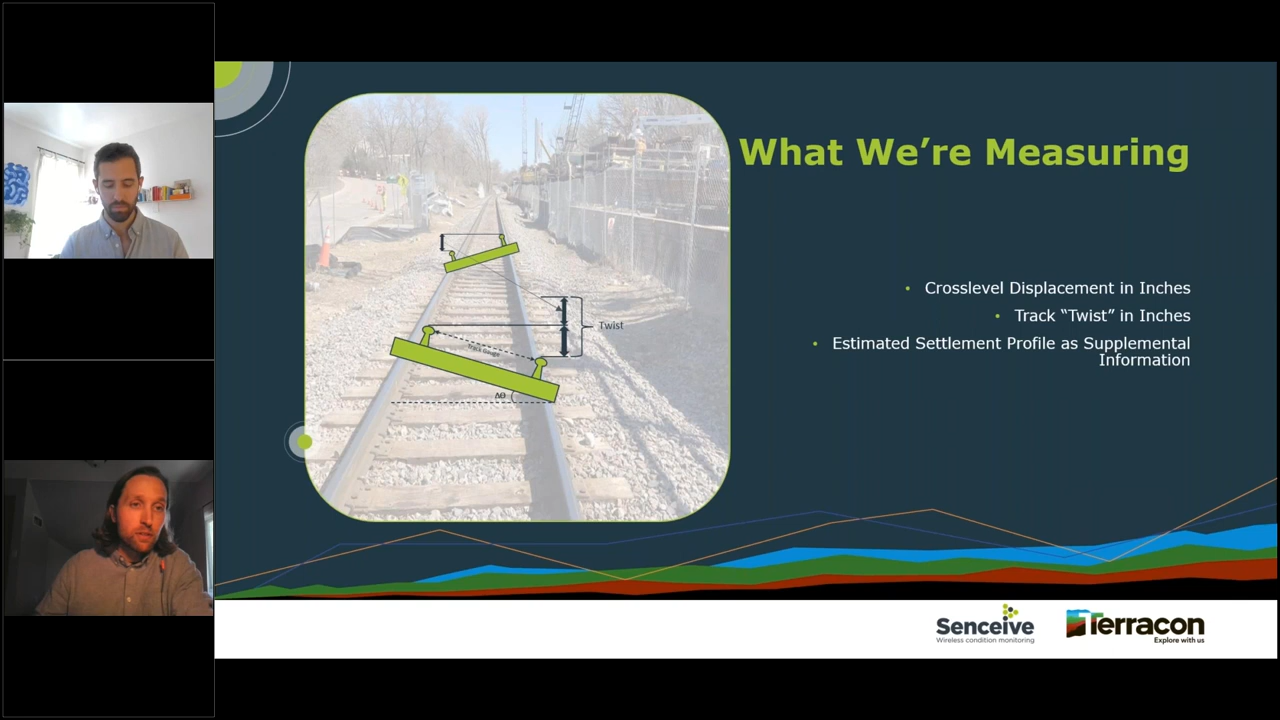 What We’re Measuring
Twist
Track Gauge
ΔΘ
• Crosslevel Displacement in Inches
• Track “Twist” in Inches
• Estimated Settlement Profile as Supplemental
Information
Senceive
Wireless condition monitoring
Terracon
Explore with us